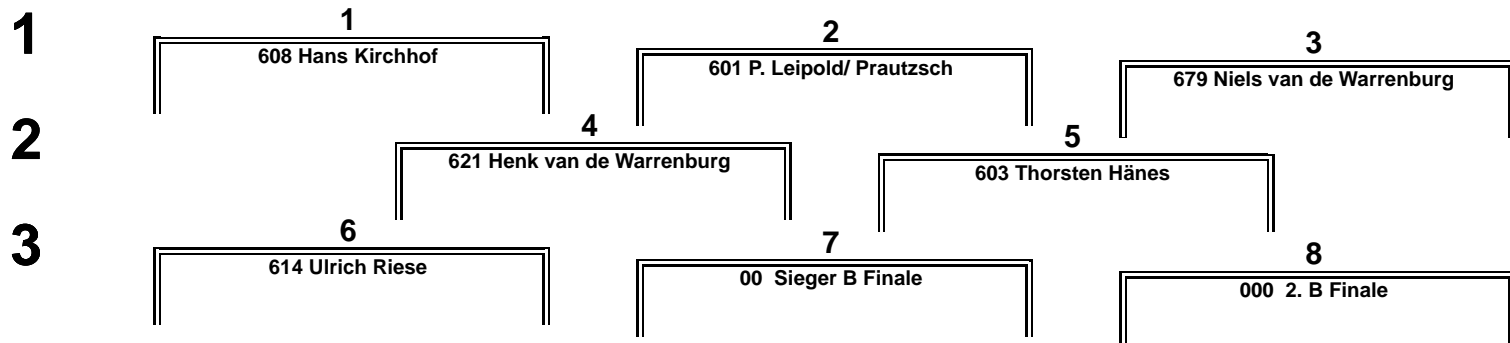 1
1
608 Hans Kirchhof
2
601 P. Leipold/ Prautzsch
3
679 Niels van de Warrenburg
2
4
621 Henk van de Warrenburg
5
603 Thorsten Hänes
3
6
614 Ulrich Riese
7
00 Sieger B Finale
8
000 2. B Finale